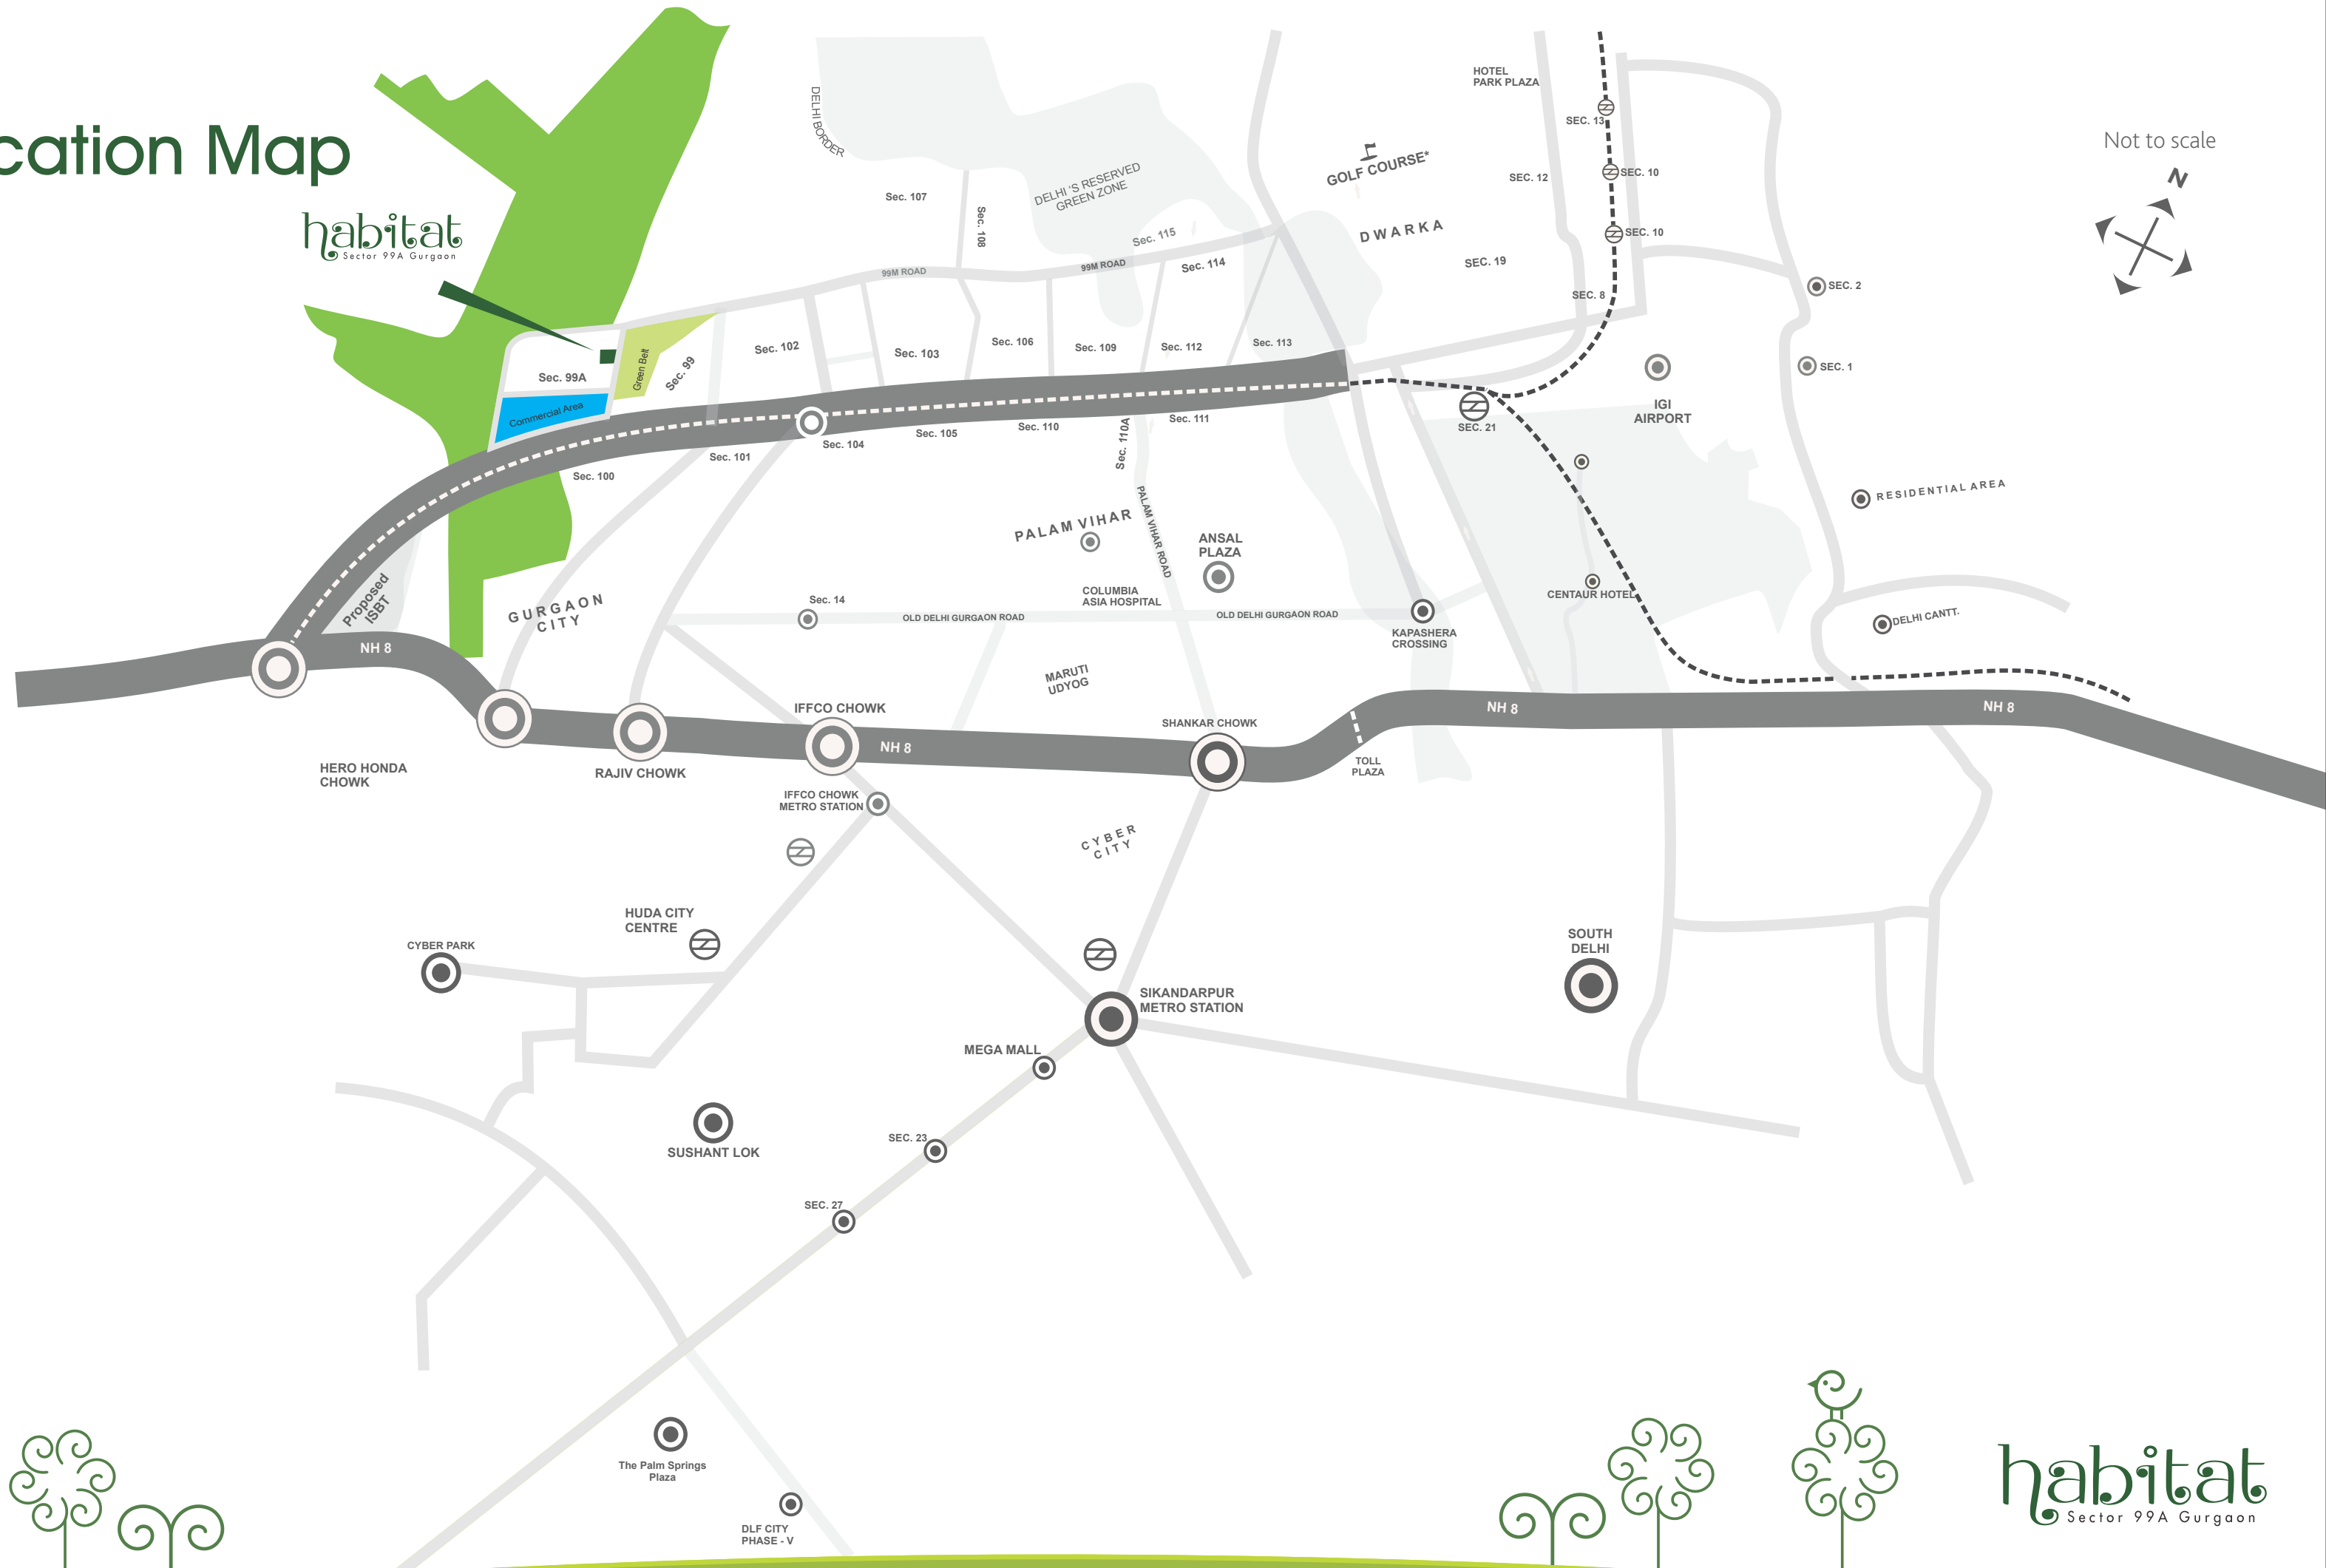 cation Map
habitat
Sector 99A Gurgaon
Not to scale
N
DELHI BORDER
HOTEL
PARK PLAZA
SEC. 13
GOLF COURSE*
SEC. 12
SEC. 10
DELHI 'S RESERVED
GREEN ZONE
Sec. 107
Sec. 108
Sec. 115
DWARKA
SEC. 10
99M ROAD
99M ROAD
Sec. 114
SEC. 19
SEC. 8
SEC. 2
Sec. 99A
Green Belt
Sec. 99
Sec. 102
Sec. 103
Sec. 106
Sec. 109
Sec. 112
Sec. 113
SEC. 1
Commercial Area
IGI
AIRPORT
Sec. 100
Sec. 101
Sec. 104
Sec. 105
Sec. 110
Sec. 110A
Sec. 111
SEC. 21
RESIDENTIAL AREA
PALAM VIHAR
PALAM VIHAR ROAD
ANSAL
PLAZA
Proposed
ISBT
GURGAON
CITY
Sec. 14
COLUMBIA
ASIA HOSPITAL
CENTAUR HOTEL
OLD DELHI GURGAON ROAD
OLD DELHI GURGAON ROAD
KAPASHERA
CROSSING
DELHI CANTT.
NH 8
MARUTI
UDYOG
IFFCO CHOWK
SHANKAR CHOWK
NH 8
NH 8
NH 8
HERO HONDA
CHOWK
RAJIV CHOWK
TOLL
PLAZA
IFFCO CHOWK
METRO STATION
CYBER
CITY
HUDA CITY
CENTRE
CYBER PARK
SOUTH
DELHI
SIKANDARPUR
METRO STATION
MEGA MALL
SUSHANT LOK
SEC. 23
SEC. 27
The Palm Springs
Plaza
DLF CITY
PHASE - V
habitat
Sector 99A Gurgaon